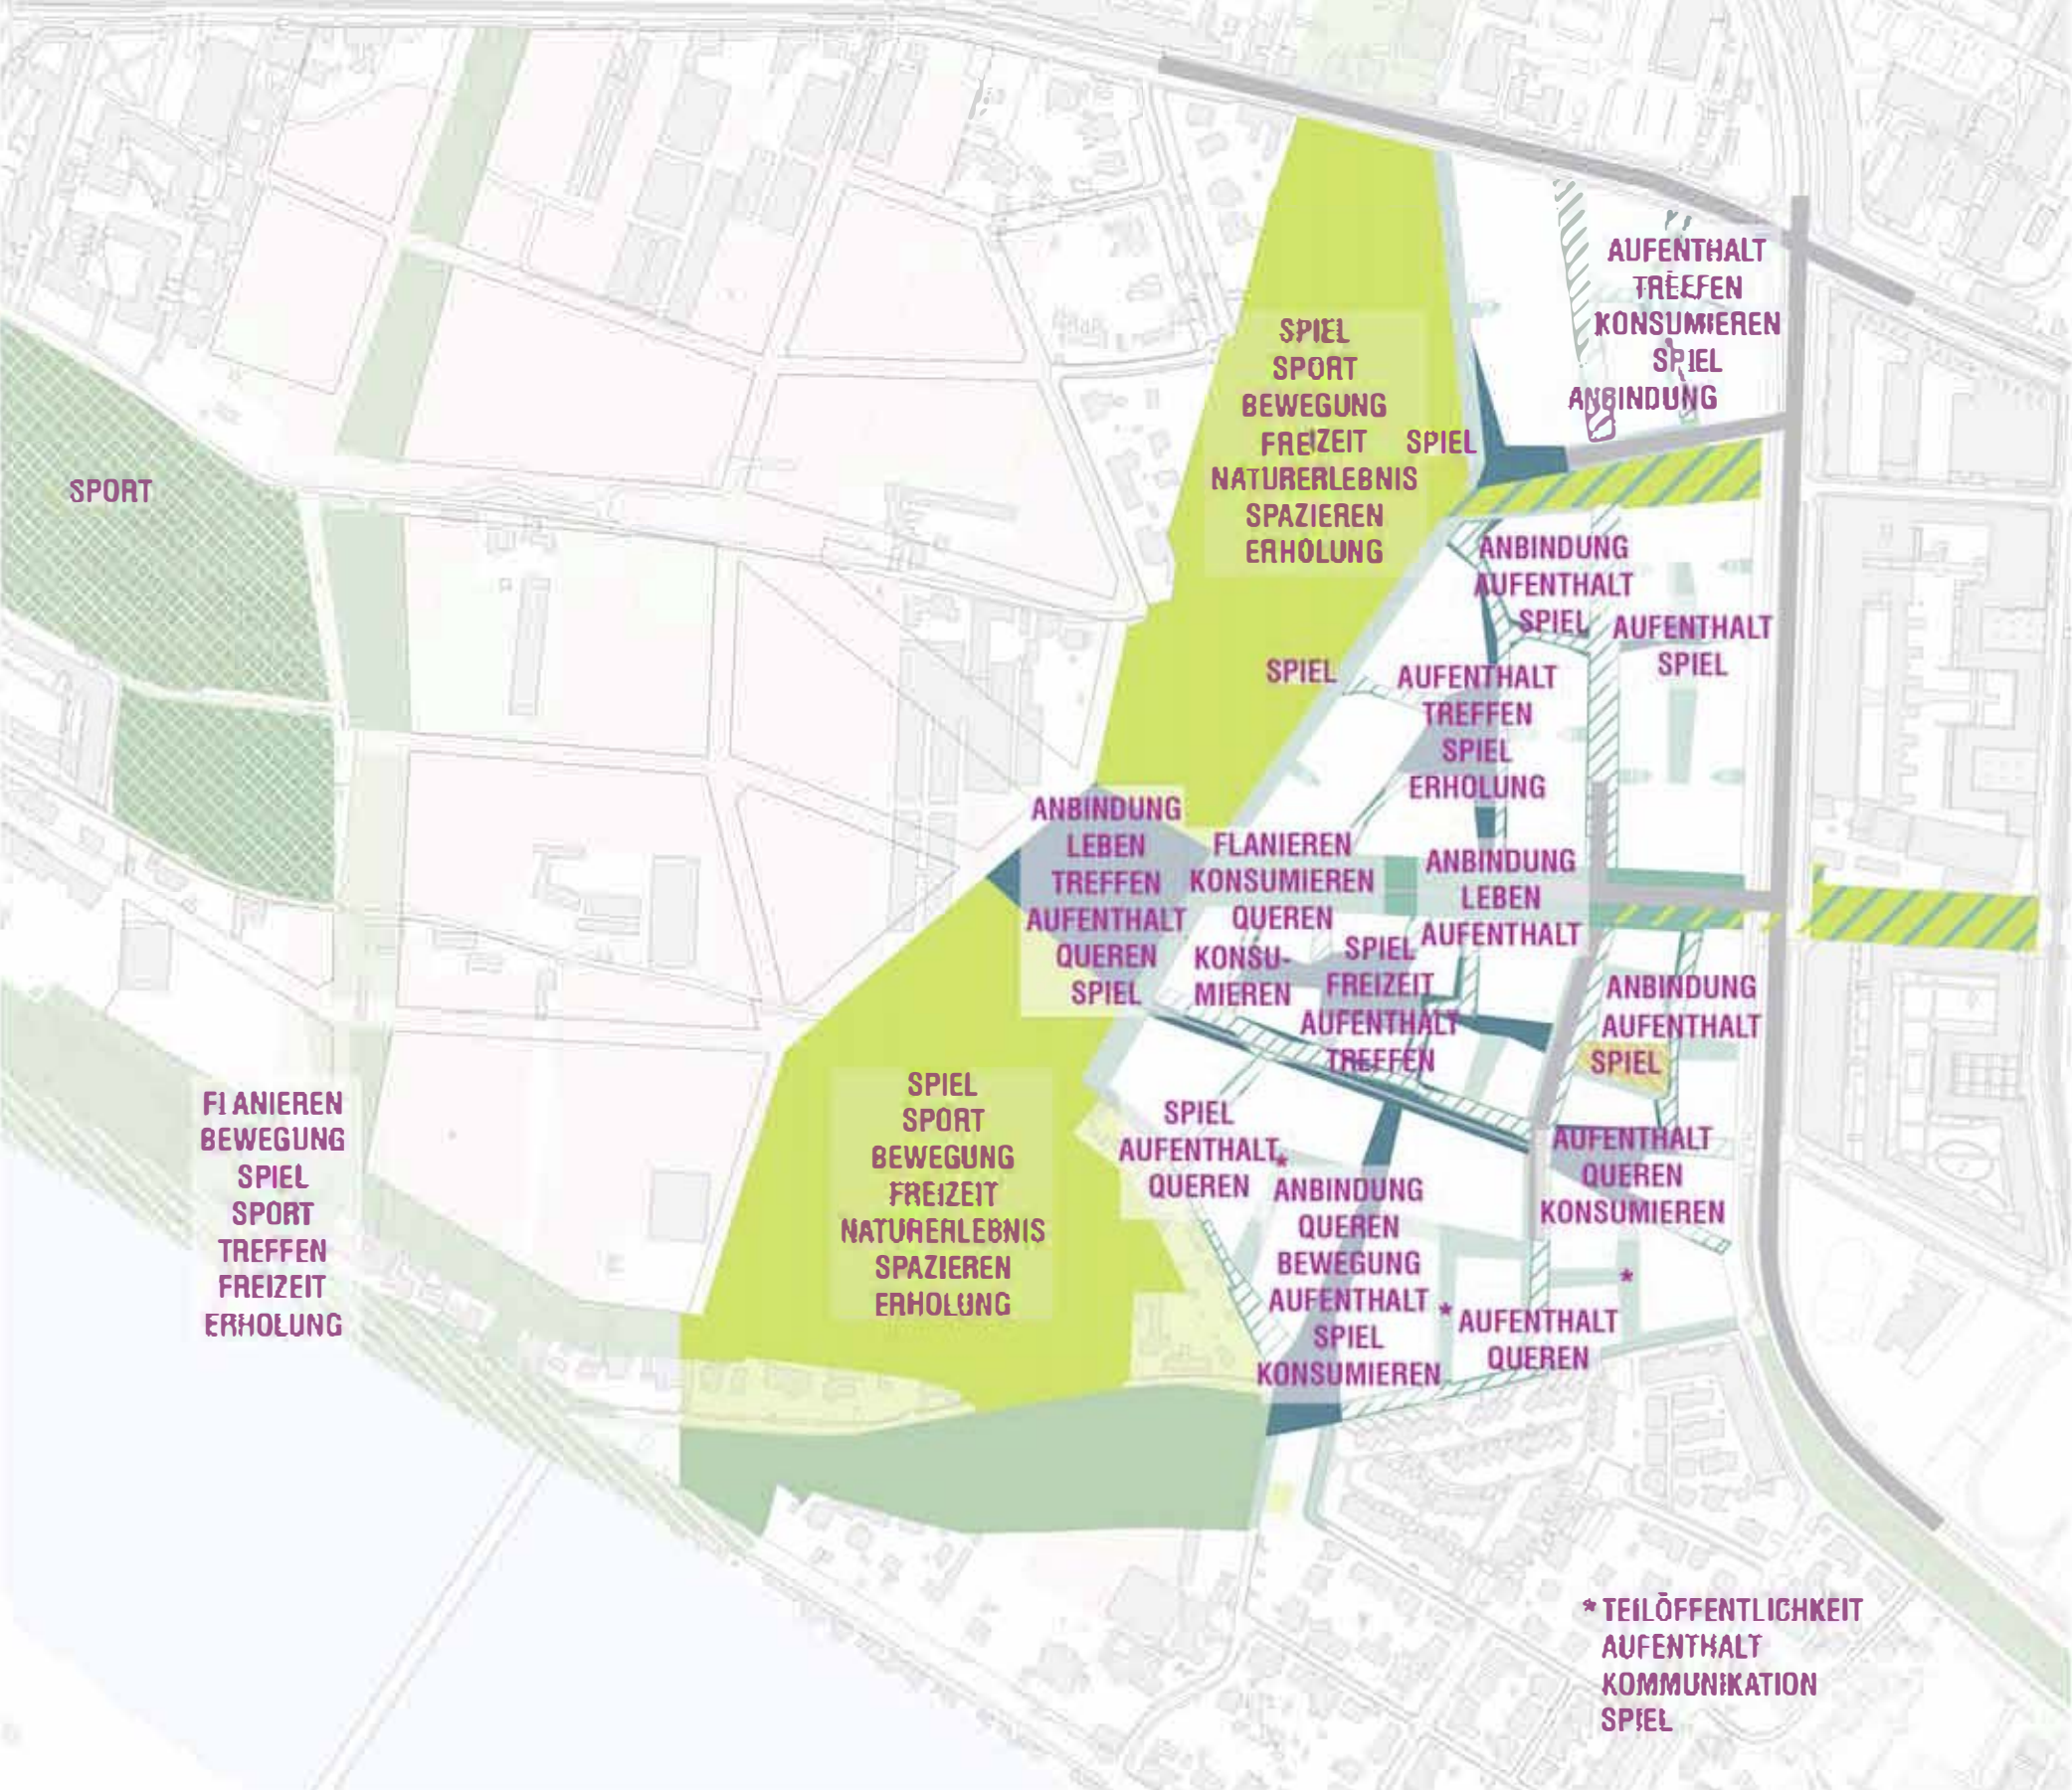 AUFENTHALT
TREFFEN
KONSUMIEREN
SPIEL
ANBINDUNG
SPIEL
SPORT
BEWEGUNG
FREIZEIT
NATURERLEBNIS
SPAZIEREN
ERHOLUNG
SPIEL
SPORT
ANBINDUNG
AUFENTHALT
SPIEL
AUFENTHALT
SPIEL
SPIEL
AUFENTHALT
TREFFEN
SPIEL
ERHOLUNG
ANBINDUNG
LEBEN
TREFFEN
AUFENTHALT
QUEREN
SPIEL
FLANIEREN
KONSUMIEREN
QUEREN
ANBINDUNG
LEBEN
AUFENTHALT
KONSU-
MIEREN
SPIEL
FREIZEIT
AUFENTHALT
TREFFEN
ANBINDUNG
AUFENTHALT
SPIEL
FLANIEREN
BEWEGUNG
SPIEL
SPORT
TREFFEN
FREIZEIT
ERHOLUNG
SPIEL
SPORT
BEWEGUNG
FREIZEIT
NATURERLEBNIS
SPAZIEREN
ERHOLUNG
SPIEL
AUFENTHALT*
QUEREN
AUFENTHALT
QUEREN
KONSUMIEREN
ANBINDUNG
QUEREN
BEWEGUNG
AUFENTHALT
SPIEL
KONSUMIEREN
*
* AUFENTHALT
QUEREN
* TEILÖFFENTLICHKEIT
AUFENTHALT
KOMMUNIKATION
SPIEL